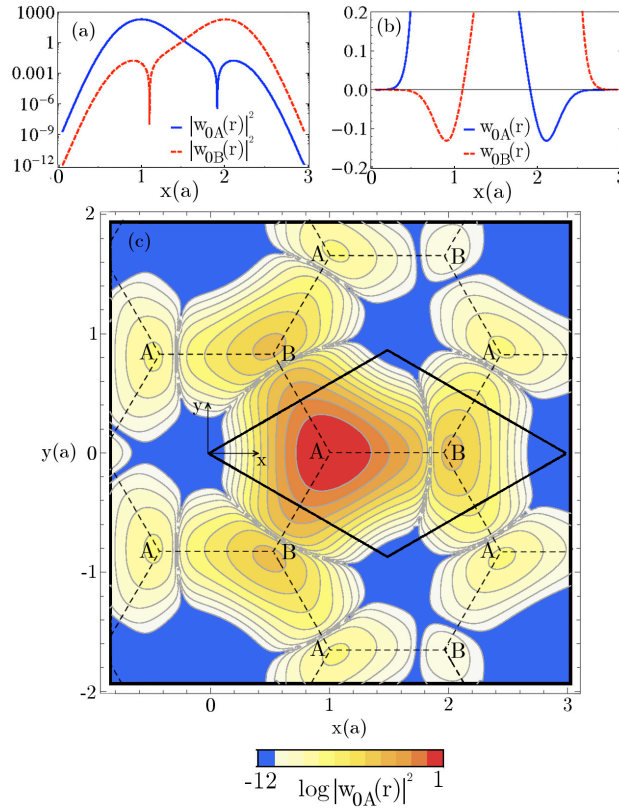 1000
1
0.001
10⁻⁶
10⁻⁹
10⁻¹²
(a)
|w₀A(r)|²
|w₀B(r)|²
0 1 2 3
x(a)
0.2
0.1
0.0
-0.1
-0.2
(b)
w₀A(r)
w₀B(r)
0 1 2 3
x(a)
2
1
0
-1
-2
y(a)
(c)
A B
A B A
y
A B
x
A B A
A B
0 1 2 3
x(a)
-12 log|w₀A(r)|² 1